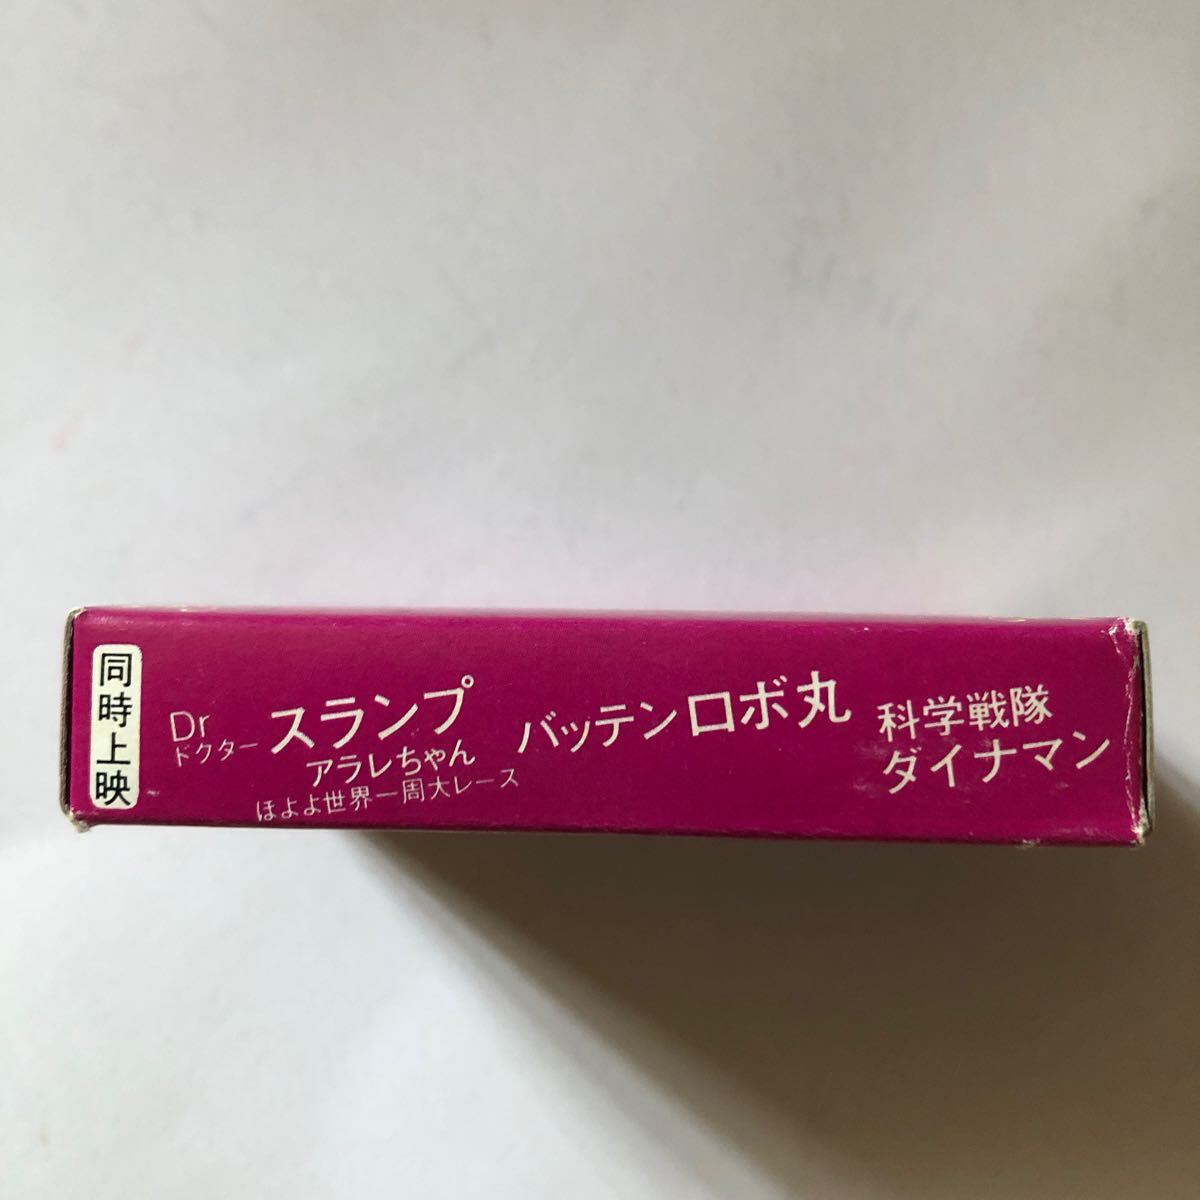 同時上映
Dr スランプ
ドクター
アラレちゃん
ほよよ世界一周大レース
バッテンロボ丸
科学戦隊
ダイナマン